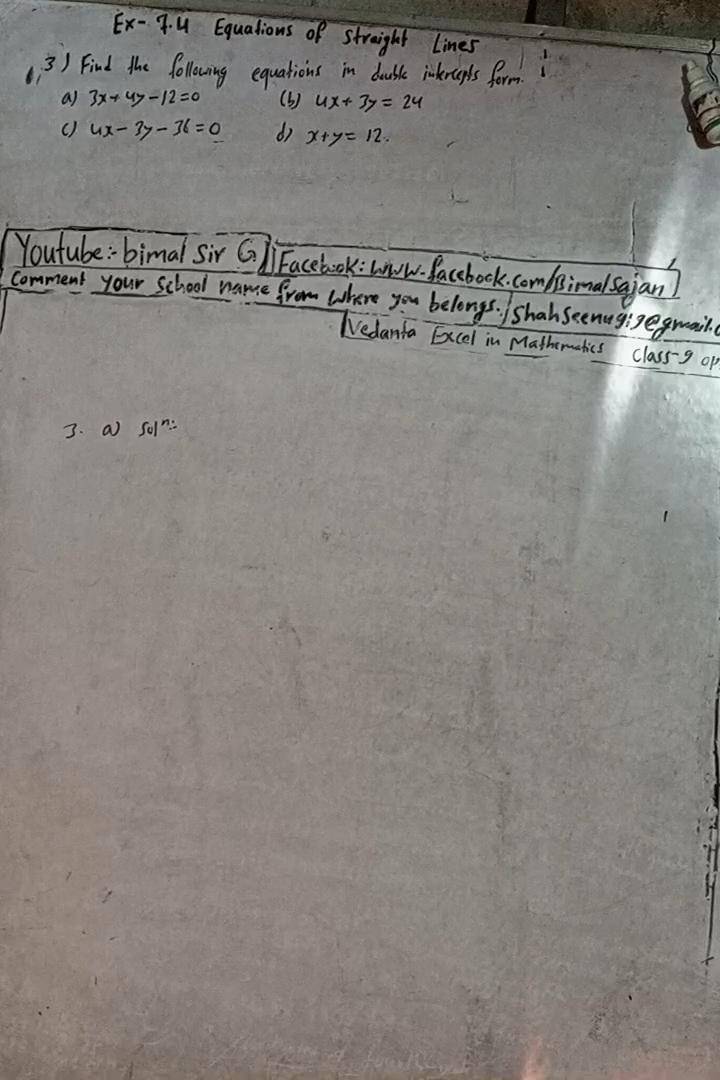 Ex- 7.4 Equations of Straight Lines
3) Find the following equations in double intercepts form.
a) 3x+4y-12=0 (b) 4x+3y=24
c) 4x-3y-36=0 d) x+y=12.
Youtube:- bimal Sir G Facebook: www.facebook.com/Bimalsajan
Comment your School name from where you belongs.
Vedanta Excel in Mathematics Class-9
3. a) Solⁿ:-